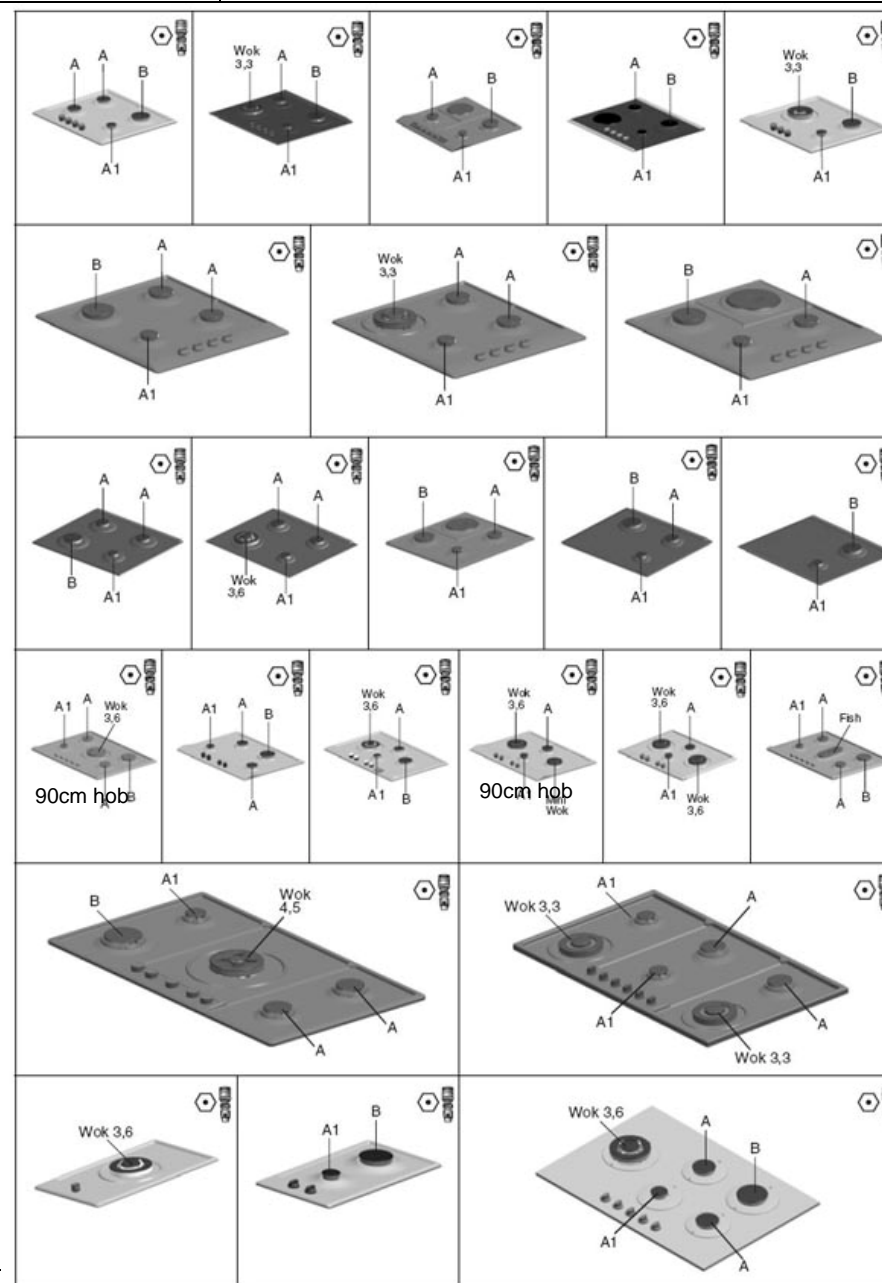 A A B
A1
Wok
3,3 A B
A1
A B
A1
A B
A1
Wok
3,3 B
A1
B A A
A1
Wok
3,3 A A
A1
B A
A1
A A
B A1
A A
Wok
3,6 A1
B A
A1
B A
A1
B
A1
A1 A Wok
3,6
90cm hob
A B
A1 A B
A
Wok
3,6 A
A1 B
Wok
3,6 A
90cm hob
A1 Mini
Wok
Wok
3,6 A
A1 Wok
3,6
A1 A Fish
A B
B A1 Wok
4,5
A A
A1
Wok 3,3 A
A1 A
Wok 3,3
Wok 3,6
A1 B
Wok 3,6 A B
A1 A